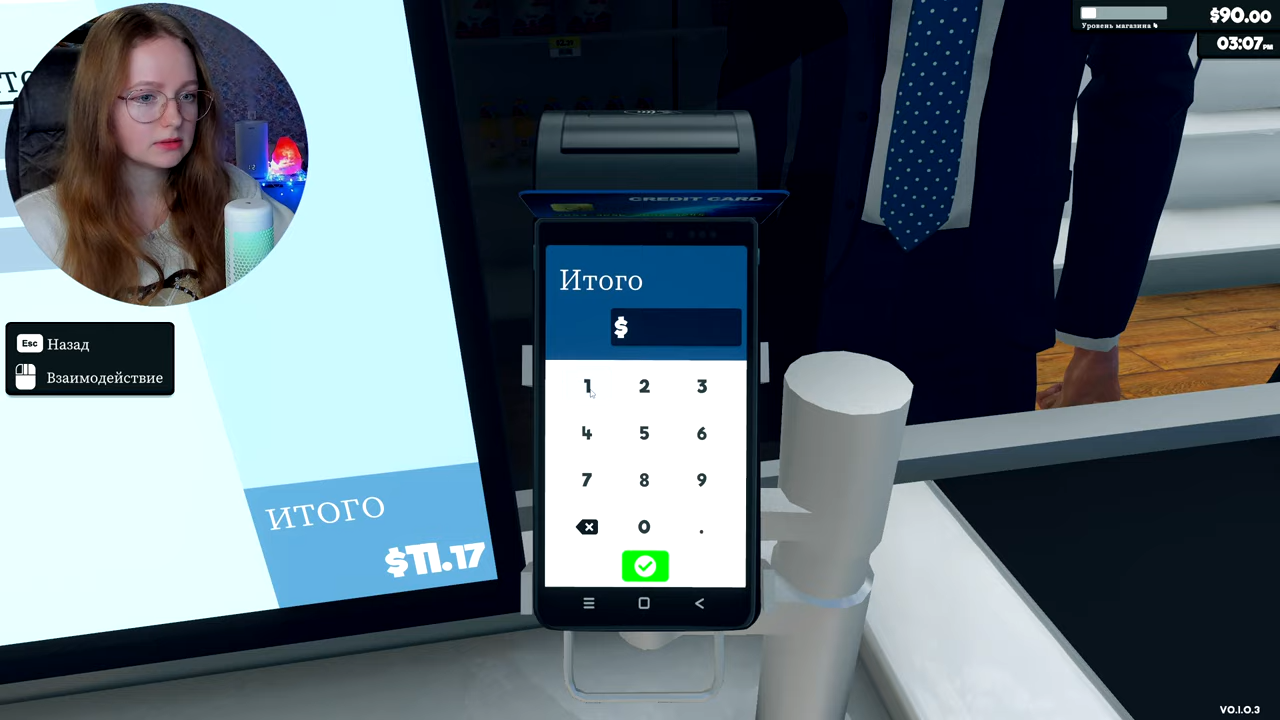 $90.00
Уровень магазина
03:07PM
CREDIT CARD
Итого
$
Esc Назад
Взаимодействие
1 2 3
4 5 6
7 8 9
0 .
ИТОГО
$11.17
V0.1.0.3